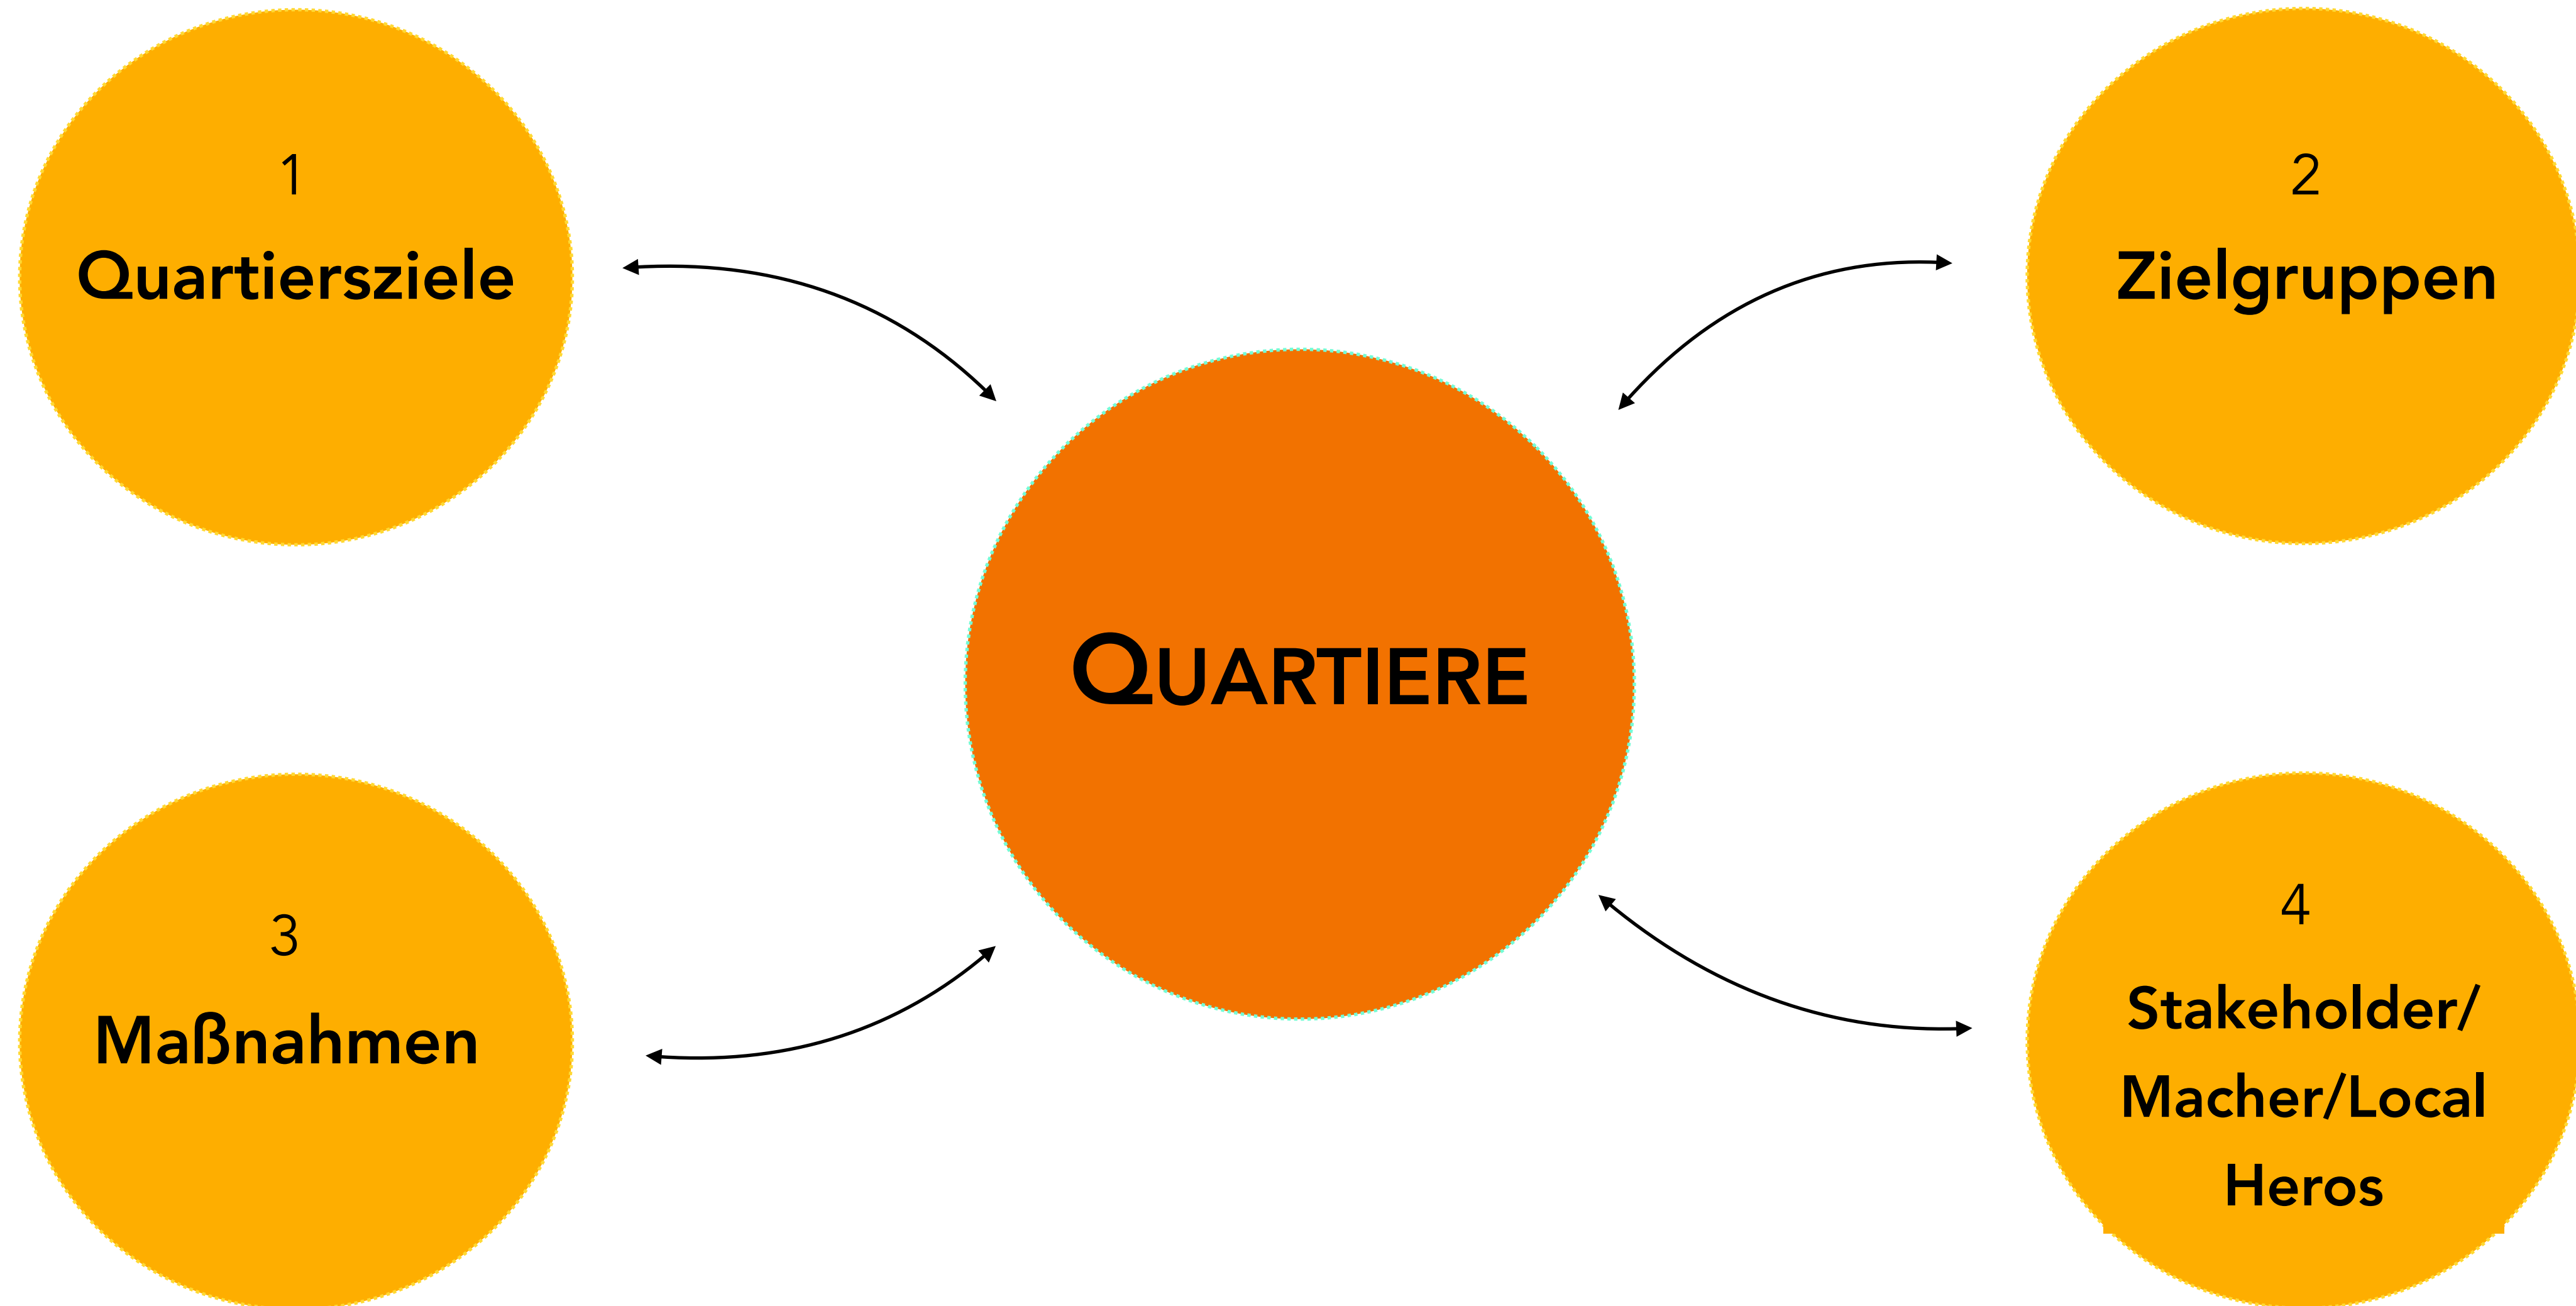 1
Quartiersziele
2
Zielgruppen
QUARTIERE
3
Maßnahmen
4
Stakeholder/
Macher/Local
Heros